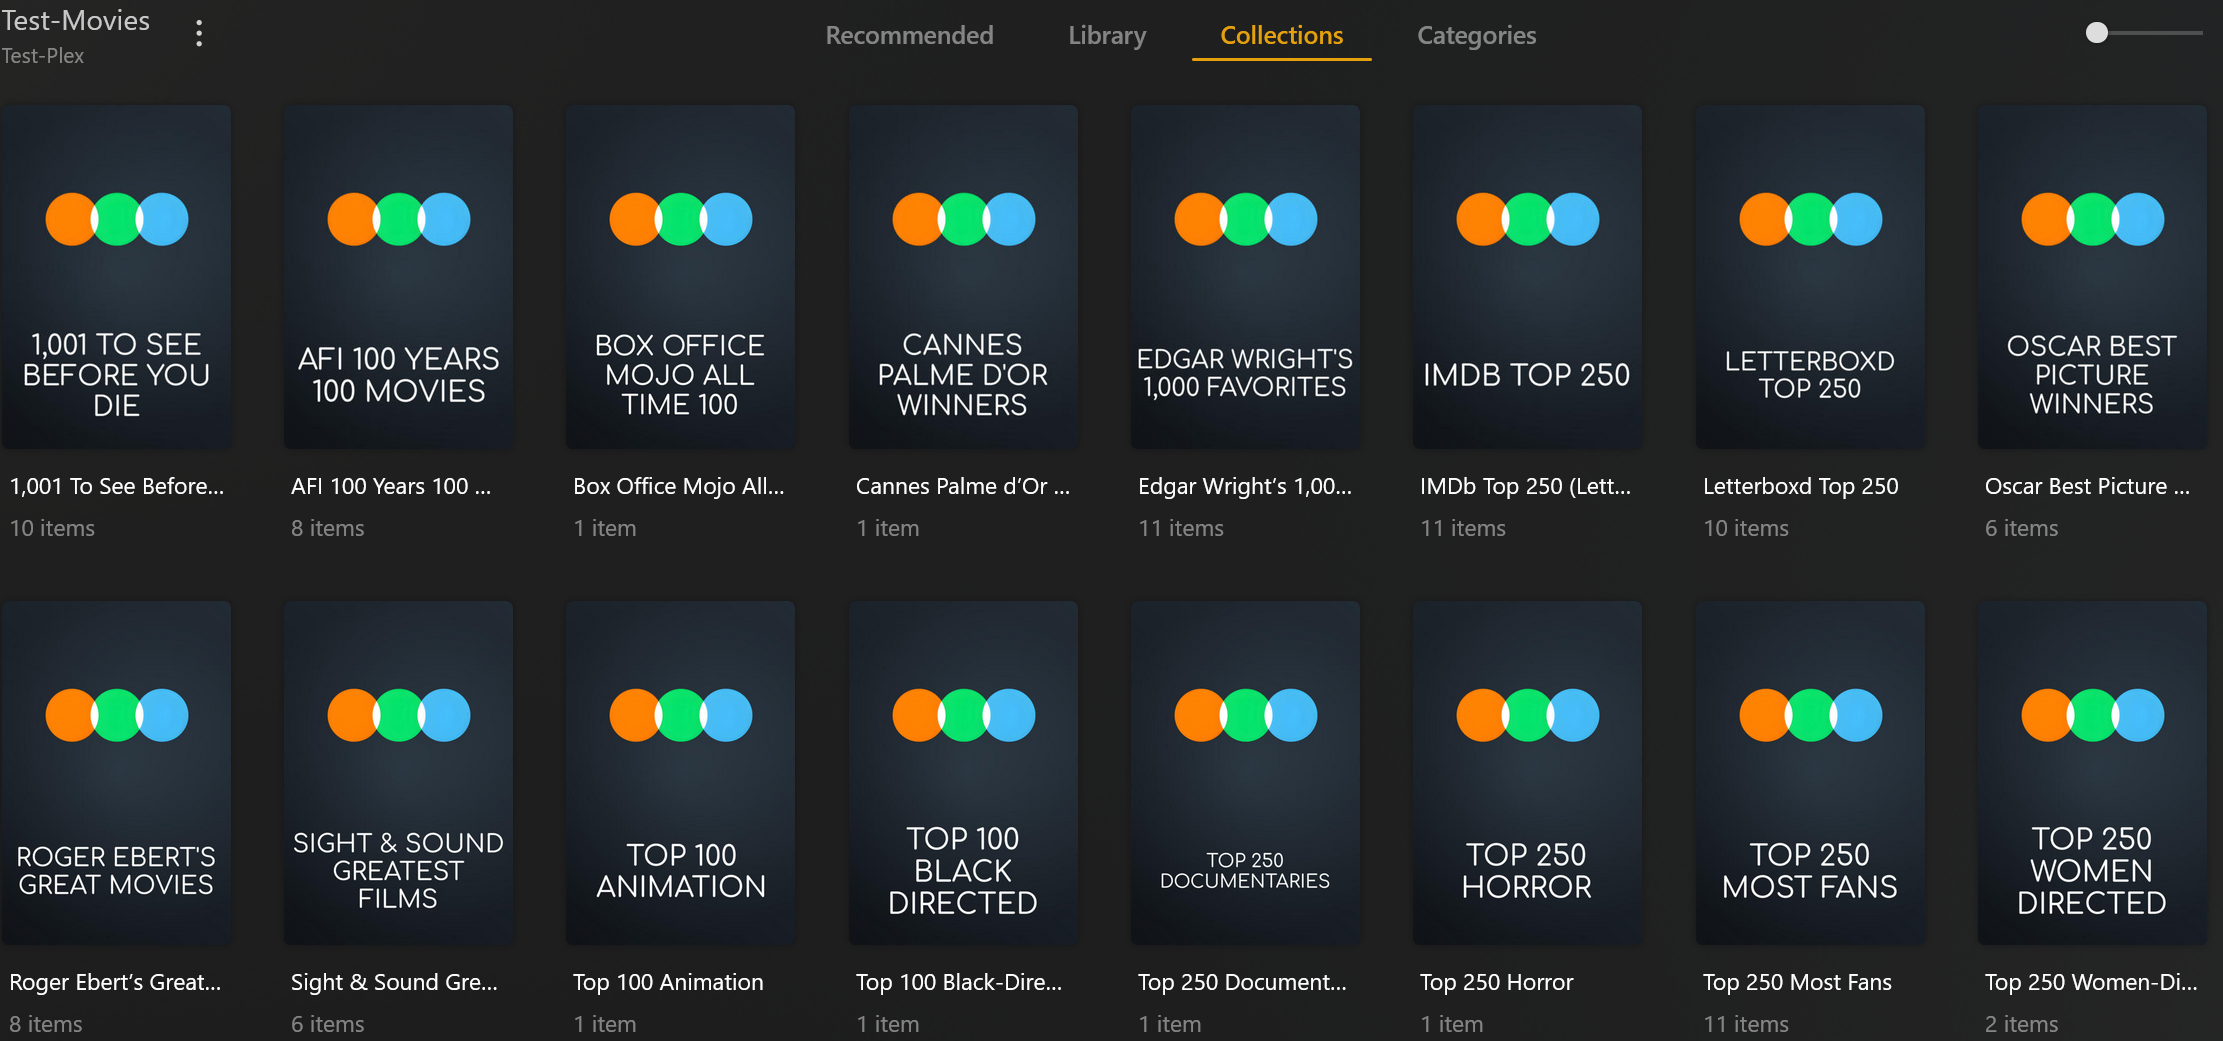 Test-Movies
Test-Plex
Recommended
Library
Collections
Categories
1,001 TO SEE
BEFORE YOU
DIE
AFI 100 YEARS
100 MOVIES
BOX OFFICE
MOJO ALL
TIME 100
CANNES
PALME D'OR
WINNERS
EDGAR WRIGHT'S
1,000 FAVORITES
IMDB TOP 250
LETTERBOXD
TOP 250
OSCAR BEST
PICTURE
WINNERS
1,001 To See Before...
AFI 100 Years 100 ...
Box Office Mojo All...
Cannes Palme d’Or ...
Edgar Wright’s 1,00...
IMDb Top 250 (Lett...
Letterboxd Top 250
Oscar Best Picture ...
10 items
8 items
1 item
1 item
11 items
11 items
10 items
6 items
ROGER EBERT'S
GREAT MOVIES
SIGHT & SOUND
GREATEST
FILMS
TOP 100
ANIMATION
TOP 100
BLACK
DIRECTED
TOP 250
DOCUMENTARIES
TOP 250
HORROR
TOP 250
MOST FANS
TOP 250
WOMEN
DIRECTED
Roger Ebert’s Great...
Sight & Sound Gre...
Top 100 Animation
Top 100 Black-Dire...
Top 250 Document...
Top 250 Horror
Top 250 Most Fans
Top 250 Women-Di...
8 items
6 items
1 item
1 item
1 item
1 item
11 items
2 items